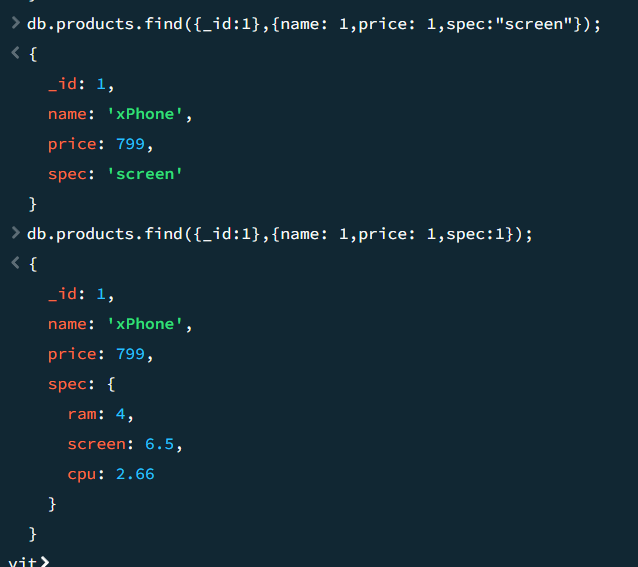 > db.products.find({_id:1},{name: 1,price: 1,spec:"screen"});
< {
_id: 1,
name: 'xPhone',
price: 799,
spec: 'screen'
}
> db.products.find({_id:1},{name: 1,price: 1,spec:1});
< {
_id: 1,
name: 'xPhone',
price: 799,
spec: {
ram: 4,
screen: 6.5,
cpu: 2.66
}
}
vit>